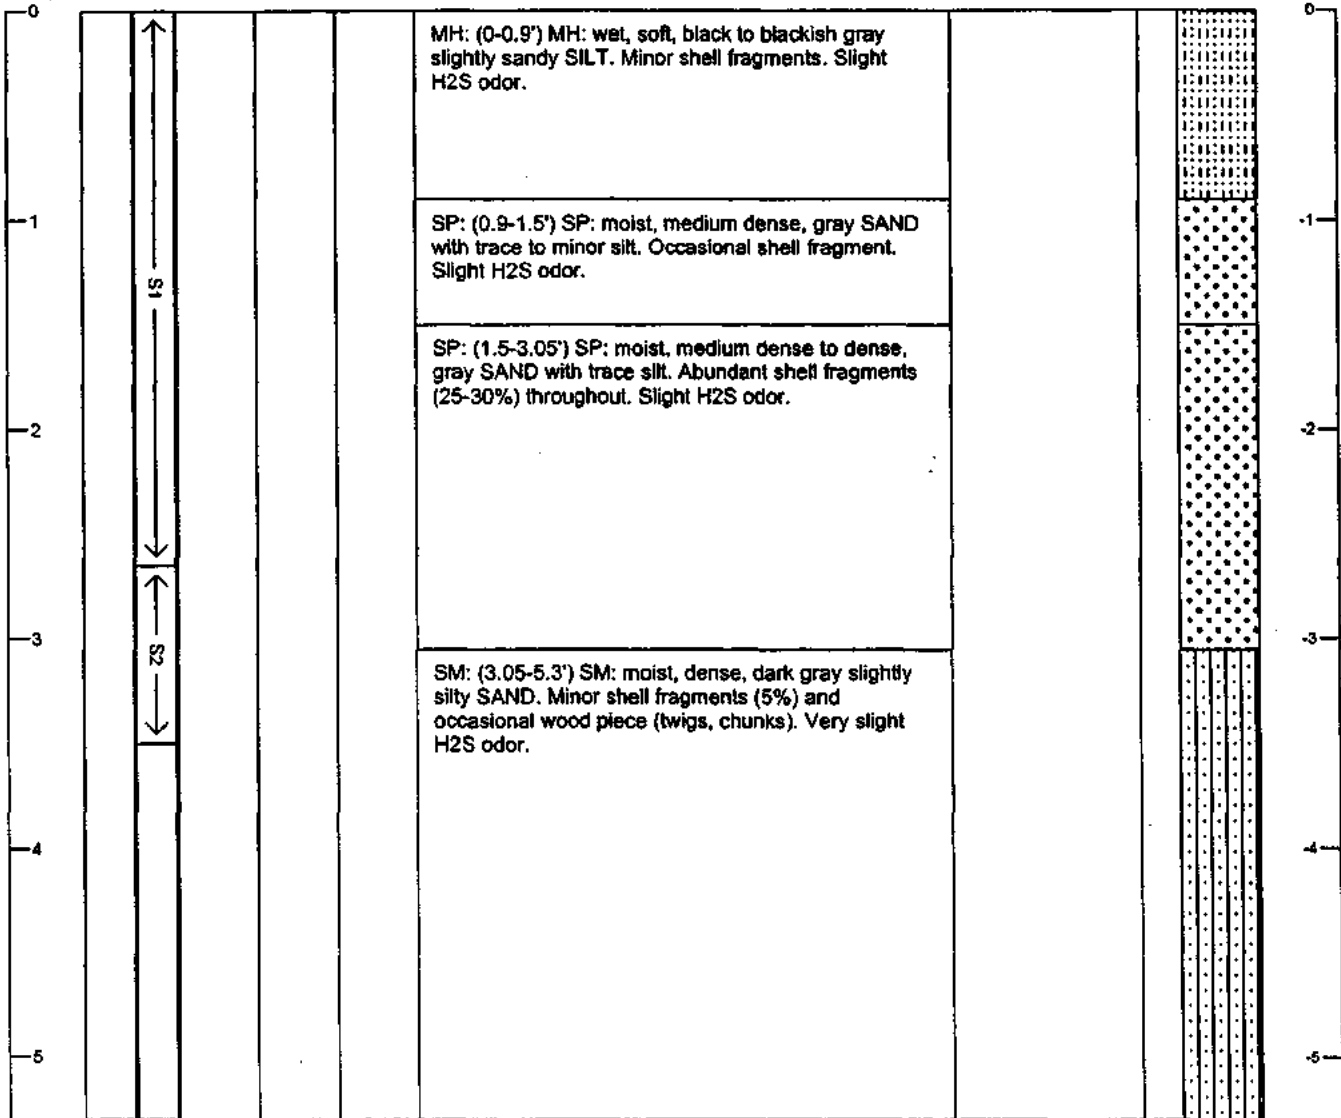 0
0
MH: (0-0.9') MH: wet, soft, black to blackish gray
slightly sandy SILT. Minor shell fragments. Slight
H2S odor.
1
-1
SP: (0.9-1.5') SP: moist, medium dense, gray SAND
with trace to minor silt. Occasional shell fragment.
Slight H2S odor.
S1
SP: (1.5-3.05') SP: moist, medium dense to dense,
gray SAND with trace silt. Abundant shell fragments
(25-30%) throughout. Slight H2S odor.
2
-2
3
-3
S2
SM: (3.05-5.3') SM: moist, dense, dark gray slightly
silty SAND. Minor shell fragments (5%) and
occasional wood piece (twigs, chunks). Very slight
H2S odor.
4
-4
5
-5